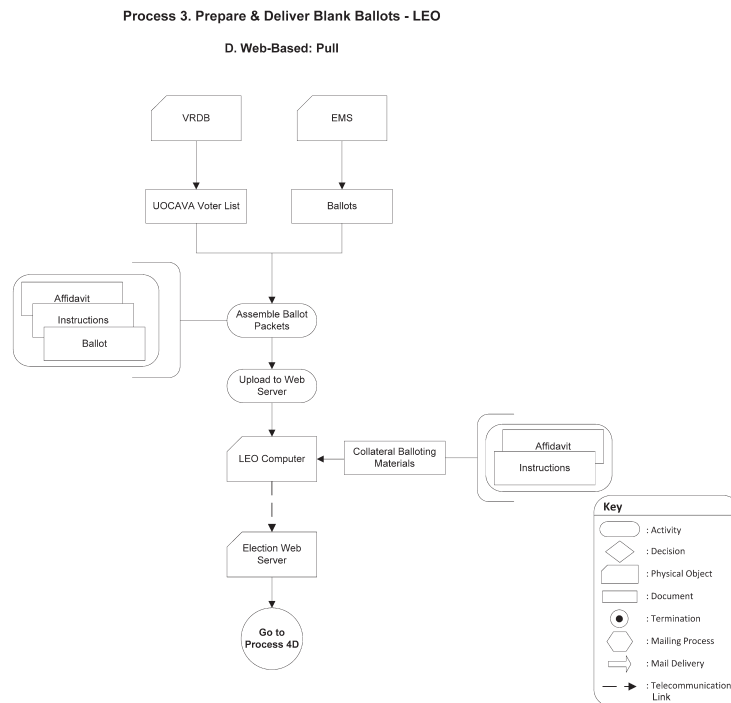 Process 3. Prepare & Deliver Blank Ballots - LEO
D. Web-Based: Pull
VRDB
EMS
UOCAVA Voter List
Ballots
Affidavit
Instructions
Ballot
Assemble Ballot
Packets
Upload to Web
Server
LEO Computer
Collateral Balloting
Materials
Affidavit
Instructions
Election Web
Server
Go to
Process 4D
Key
: Activity
: Decision
: Physical Object
: Document
: Termination
: Mailing Process
: Mail Delivery
: Telecommunication
Link